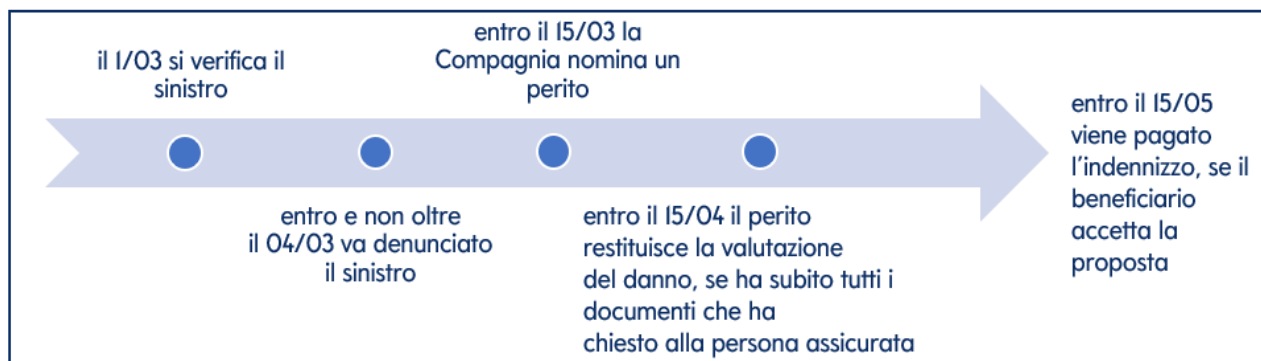 il 1/03 si verifica il
sinistro
entro e non oltre
il 04/03 va denunciato
il sinistro
entro il 15/03 la
Compagnia nomina un
perito
entro il 15/04 il perito
restituisce la valutazione
del danno, se ha subito tutti i
documenti che ha
chiesto alla persona assicurata
entro il 15/05
viene pagato
l'indennizzo, se il
beneficiario
accetta la
proposta